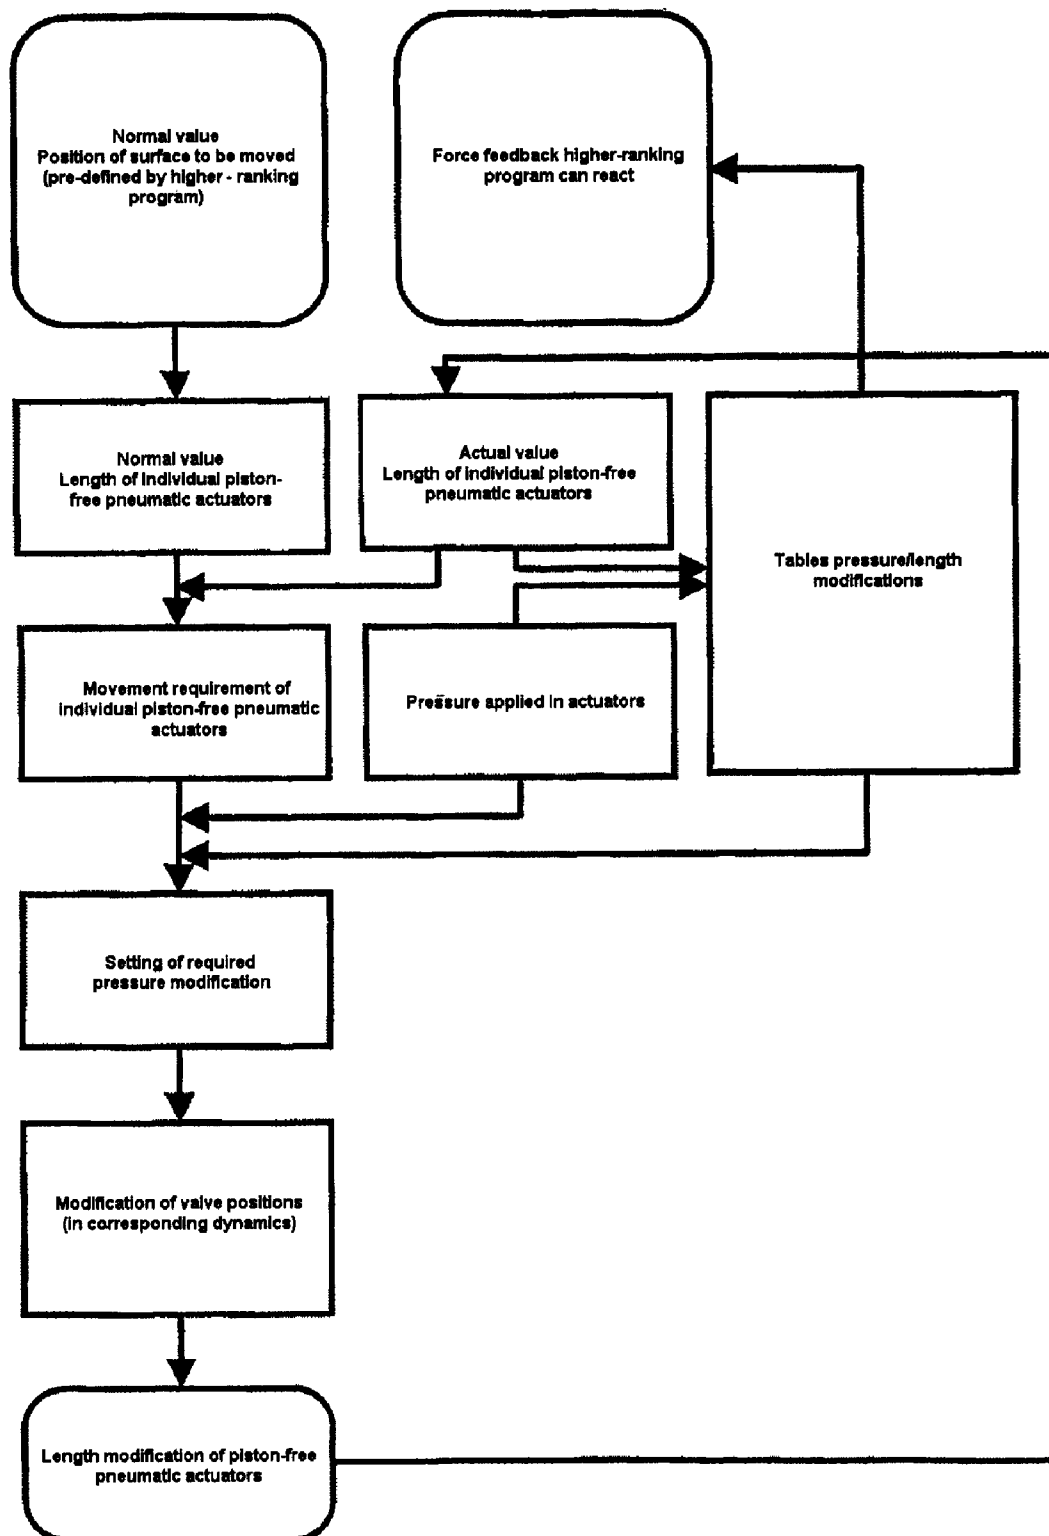 Normal value
Position of surface to be moved
(pre-defined by higher - ranking
program)
Force feedback higher-ranking
program can react
Normal value
Length of individual piston-
free pneumatic actuators
Actual value
Length of individual piston-free
pneumatic actuators
Tables pressure/length
modifications
Movement requirement of
individual piston-free pneumatic
actuators
Pressure applied in actuators
Setting of required
pressure modification
Modification of valve positions
(in corresponding dynamics)
Length modification of piston-free
pneumatic actuators